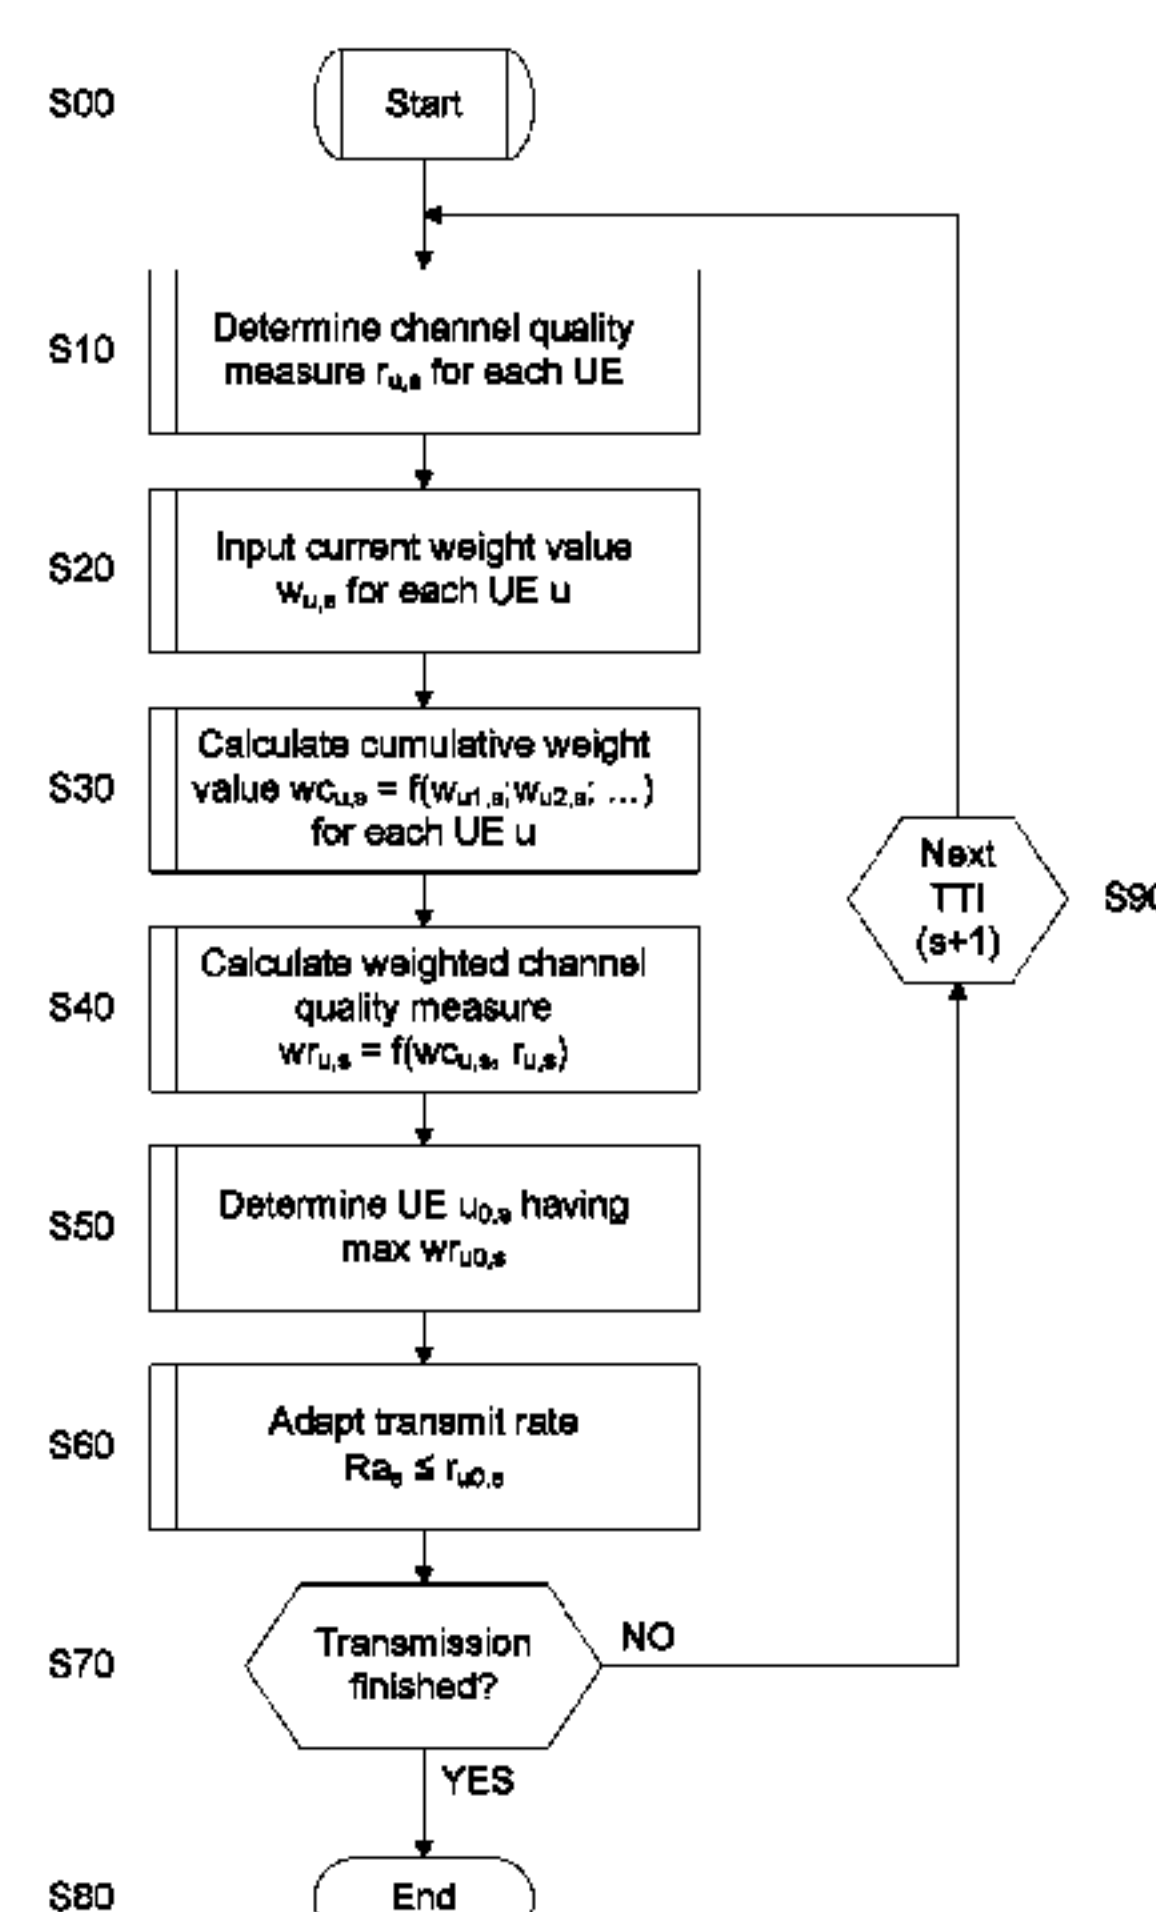 S00
Start
S10
Determine channel quality
measure r_u,s for each UE
S20
Input current weight value
w_u,s for each UE u
S30
Calculate cumulative weight
value wc_u,s = f(w_u1,s;w_u2,s; ...)
for each UE u
Next
TTI
(s+1)
S90
S40
Calculate weighted channel
quality measure
wr_u,s = f(wc_u,s, r_u,s)
S50
Determine UE u_0,s having
max wr_u0,s
S60
Adapt transmit rate
Ra_s ≤ r_u0,s
S70
Transmission
finished?
NO
YES
S80
End